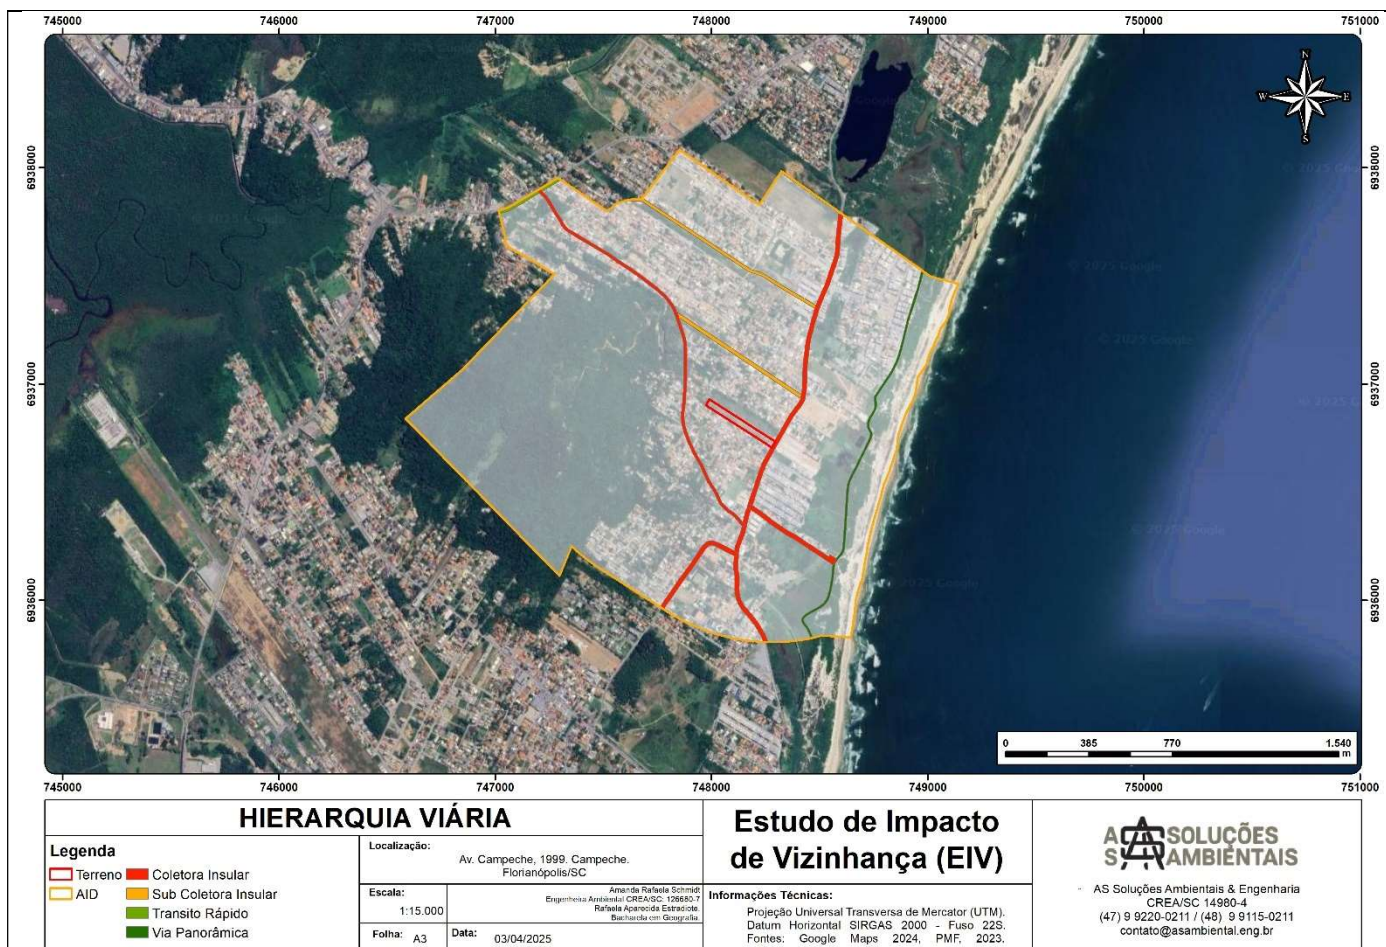 745000 746000 747000 748000 749000 750000 751000
6938000 6938000
6937000 6937000
6936000 6936000
N
W E
S
© 2025 Google
0 385 770 1.540
m
745000 746000 747000 748000 749000 750000 751000
HIERARQUIA VIÁRIA
Legenda
Terreno Coletora Insular
AID Sub Coletora Insular
Transito Rápido
Via Panorâmica
Localização:
Av. Campeche, 1999. Campeche.
Florianópolis/SC
Escala:
1:15.000
Amanda Rafaela Schmidt
Engenheira Ambiental CREA/SC: 126680-7
Rafaela Aparecida Estradiote.
Bacharela em Geografia.
Folha: A3
Data: 03/04/2025
Estudo de Impacto
de Vizinhança (EIV)
Informações Técnicas:
Projeção Universal Transversa de Mercator (UTM).
Datum Horizontal SIRGAS 2000 - Fuso 22S.
Fontes: Google Maps 2024, PMF, 2023.
AS SOLUÇÕES
AMBIENTAIS
AS Soluções Ambientais & Engenharia
CREA/SC 14980-4
(47) 9 9220-0211 / (48) 9 9115-0211
contato@asambiental.eng.br